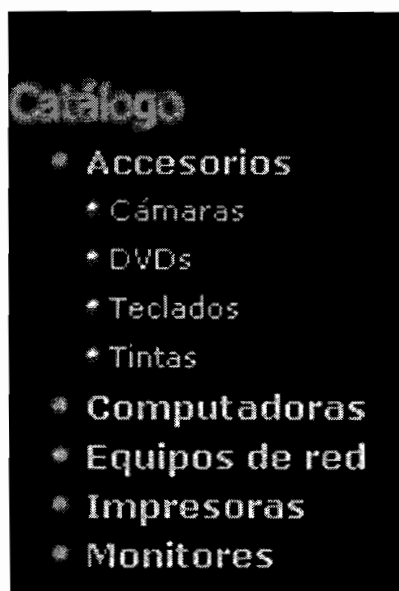 Catálogo
Accesorios
Cámaras
DVDs
Teclados
Tintas
Computadoras
Equipos de red
Impresoras
Monitores